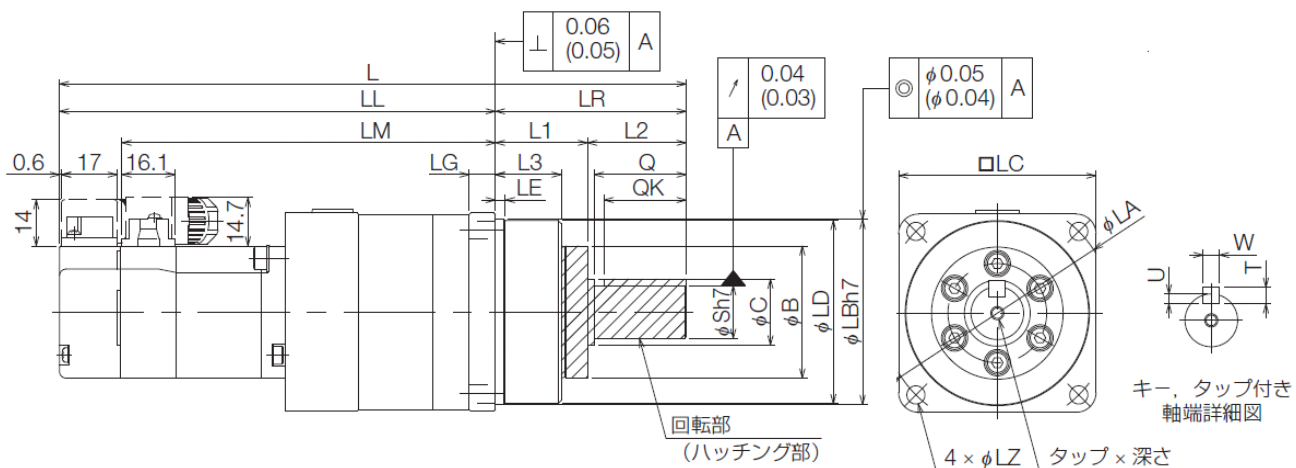 ⊥ 0.06 (0.05) A
L
↗ 0.04 (0.03)
A
◎ φ0.05 (φ0.04) A
LL
LR
LM
L1
L2
0.6
17
16.1
LG
L3
Q
LE
QK
14
14.7
φSh7
φC
φB
φLD
φLBh7
□LC
φLA
W
U
T
回転部
(ハッチング部)
4×φLZ
タップ×深さ
キー，タップ付き
軸端詳細図